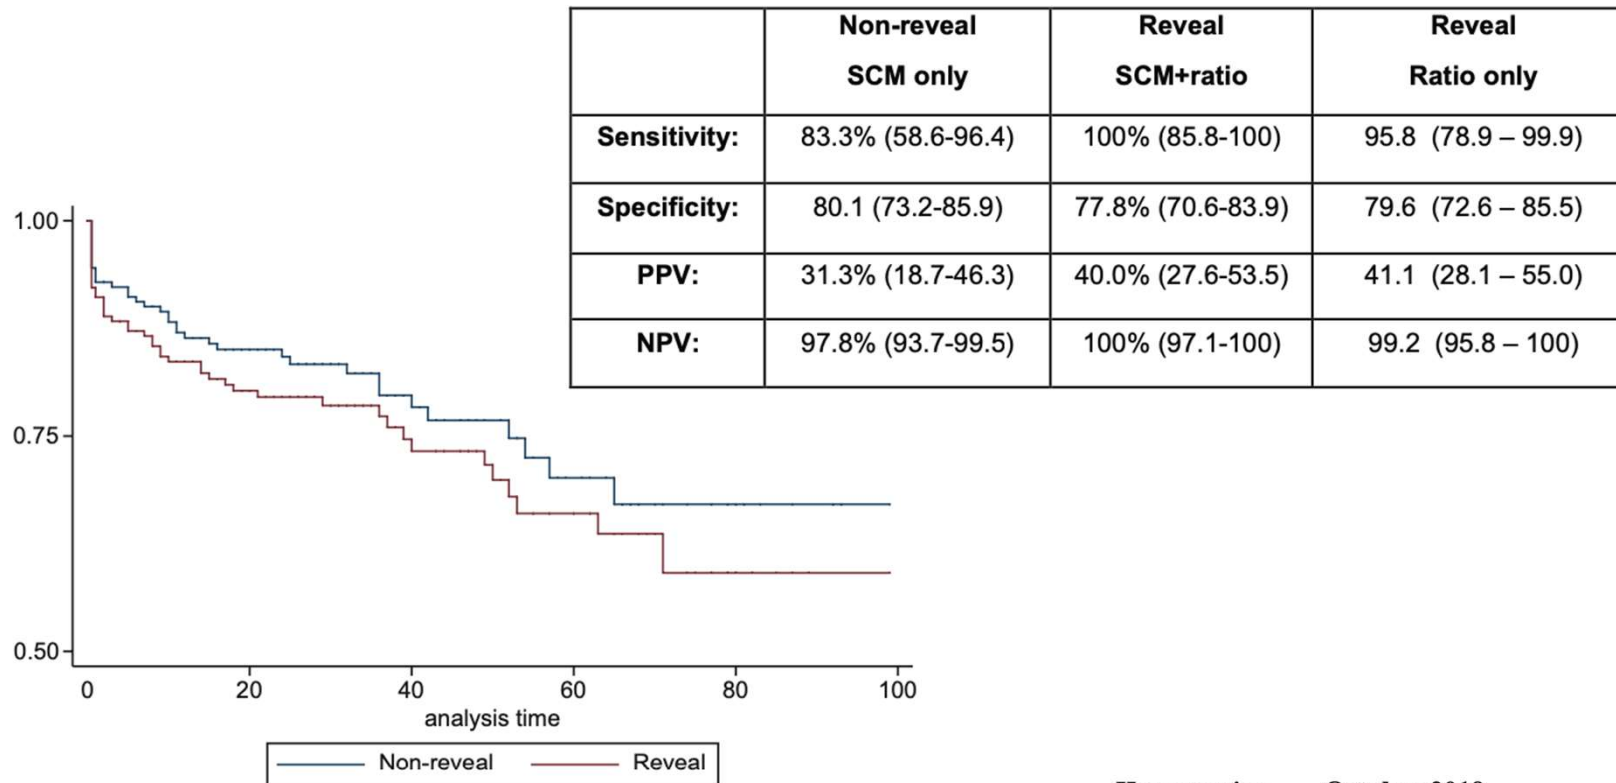 Non-reveal Reveal Reveal
SCM only SCM+ratio Ratio only
Sensitivity: 83.3% (58.6-96.4) 100% (85.8-100) 95.8 (78.9 – 99.9)
Specificity: 80.1 (73.2-85.9) 77.8% (70.6-83.9) 79.6 (72.6 – 85.5)
PPV: 31.3% (18.7-46.3) 40.0% (27.6-53.5) 41.1 (28.1 – 55.0)
NPV: 97.8% (93.7-99.5) 100% (97.1-100) 99.2 (95.8 – 100)
1.00
0.75
0.50
0 20 40 60 80 100
analysis time
Non-reveal Reveal